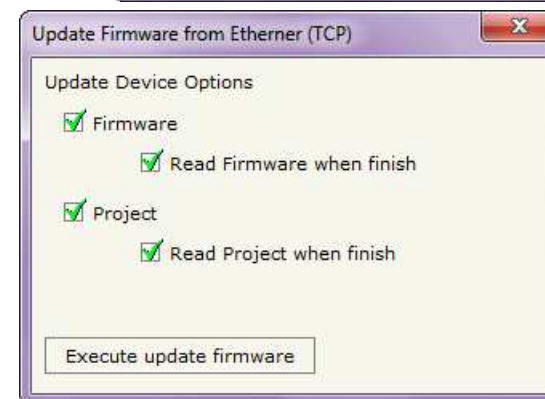 Update Firmware from Etherner (TCP)
Update Device Options
Firmware
Read Firmware when finish
Project
Read Project when finish
Execute update firmware